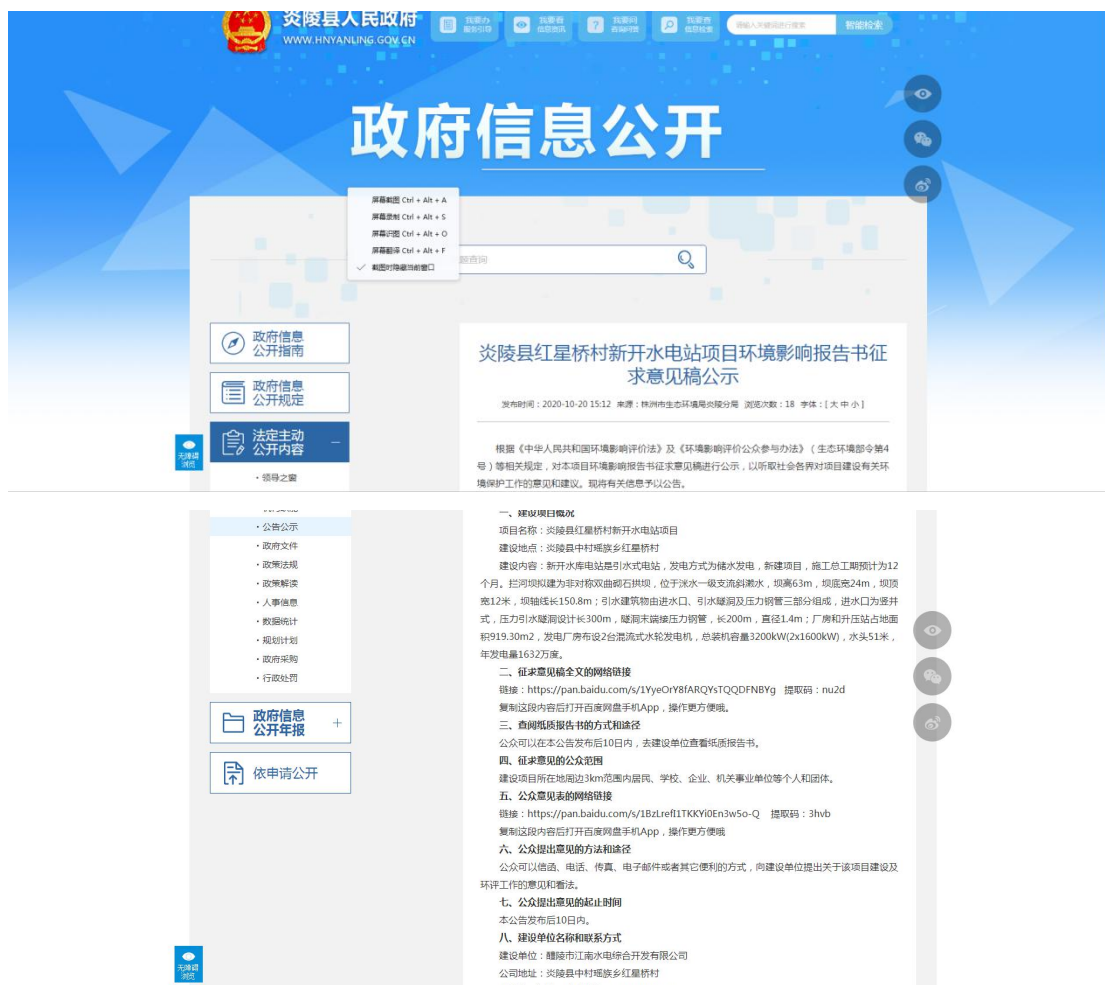 炎陵县人民政府
WWW.HNYANLING.GOV.CN
我要办
服务引导
我要看
信息资讯
我要问
咨询问答
我要查
信息检索
请输入关键词进行搜索
智能检索
政府信息公开
屏幕截图 Ctrl + Alt + A
屏幕录制 Ctrl + Alt + S
屏幕识图 Ctrl + Alt + O
屏幕翻译 Ctrl + Alt + F
截图时隐藏当前窗口
查询
政府信息
公开指南
政府信息
公开规定
法定主动
公开内容
· 领导之窗
无障碍
浏览
炎陵县红星桥村新开水电站项目环境影响报告书征
求意见稿公示
发布时间：2020-10-20 15:12 来源：株洲市生态环境局炎陵分局 浏览次数：18 字体：[ 大 中 小 ]
根据《中华人民共和国环境影响评价法》及《环境影响评价公众参与办法》（生态环境部令第4
号）等相关规定，对本项目环境影响报告书征求意见稿进行公示，以听取社会各界对项目建设有关环
境保护工作的意见和建议。现将有关信息予以公告。
· 公告公示
· 政府文件
· 政策法规
· 政策解读
· 人事信息
· 数据统计
· 规划计划
· 政府采购
· 行政处罚
政府信息
公开年报
依申请公开
无障碍
浏览
一、建设项目概况
项目名称：炎陵县红星桥村新开水电站项目
建设地点：炎陵县中村瑶族乡红星桥村
建设内容：新开水库电站是引水式电站，发电方式为储水发电，新建项目，施工总工期预计为12
个月。拦河坝拟建为非对称双曲砌石拱坝，位于洣水一级支流斜濑水，坝高63m，坝底宽24m，坝顶
宽12米，坝轴线长150.8m；引水建筑物由进水口、引水隧洞及压力钢管三部分组成，进水口为竖井
式，压力引水隧洞设计长300m，隧洞末端接压力钢管，长200m，直径1.4m；厂房和升压站占地面
积919.30m2，发电厂房布设2台混流式水轮发电机，总装机容量3200kW(2x1600kW)，水头51米，
年发电量1632万度。
二、征求意见稿全文的网络链接
链接：https://pan.baidu.com/s/1YyeOrY8fARQYsTQQDFNBYg 提取码：nu2d
复制这段内容后打开百度网盘手机App，操作更方便哦。
三、查阅纸质报告书的方式和途径
公众可以在本公告发布后10日内，去建设单位查看纸质报告书。
四、征求意见的公众范围
建设项目所在地周边3km范围内居民、学校、企业、机关事业单位等个人和团体。
五、公众意见表的网络链接
链接：https://pan.baidu.com/s/1BzLrefI1TKKYi0En3w5o-Q 提取码：3hvb
复制这段内容后打开百度网盘手机App，操作更方便哦
六、公众提出意见的方法和途径
公众可以信函、电话、传真、电子邮件或者其它便利的方式，向建设单位提出关于该项目建设及
环评工作的意见和看法。
七、公众提出意见的起止时间
本公告发布后10日内。
八、建设单位名称和联系方式
建设单位：醴陵市江南水电综合开发有限公司
公司地址：炎陵县中村瑶族乡红星桥村